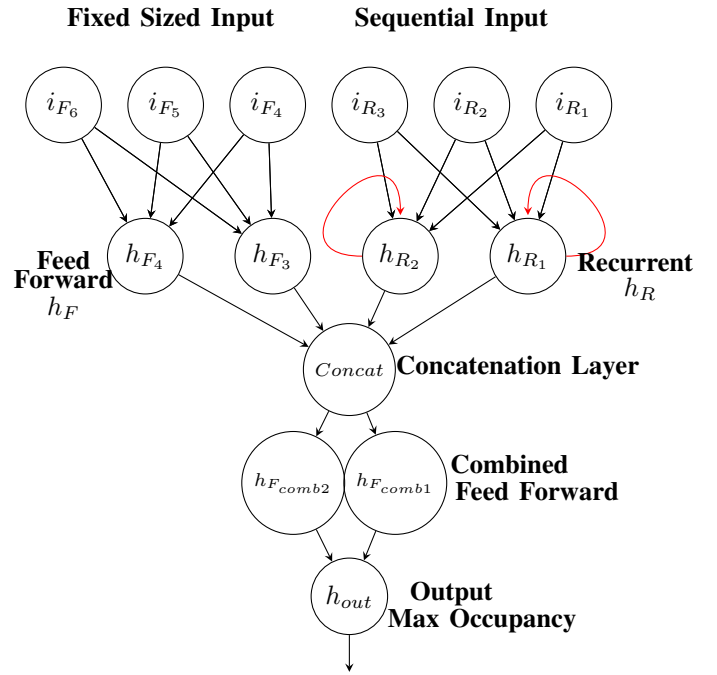 Fixed Sized Input
Sequential Input
i_{F_6}
i_{F_5}
i_{F_4}
i_{R_3}
i_{R_2}
i_{R_1}
h_{F_4}
h_{F_3}
h_{R_2}
h_{R_1}
Feed
Forward
h_F
Recurrent
h_R
Concat
Concatenation Layer
h_{F_{comb2}}
h_{F_{comb1}}
Combined
Feed Forward
h_{out}
Output
Max Occupancy